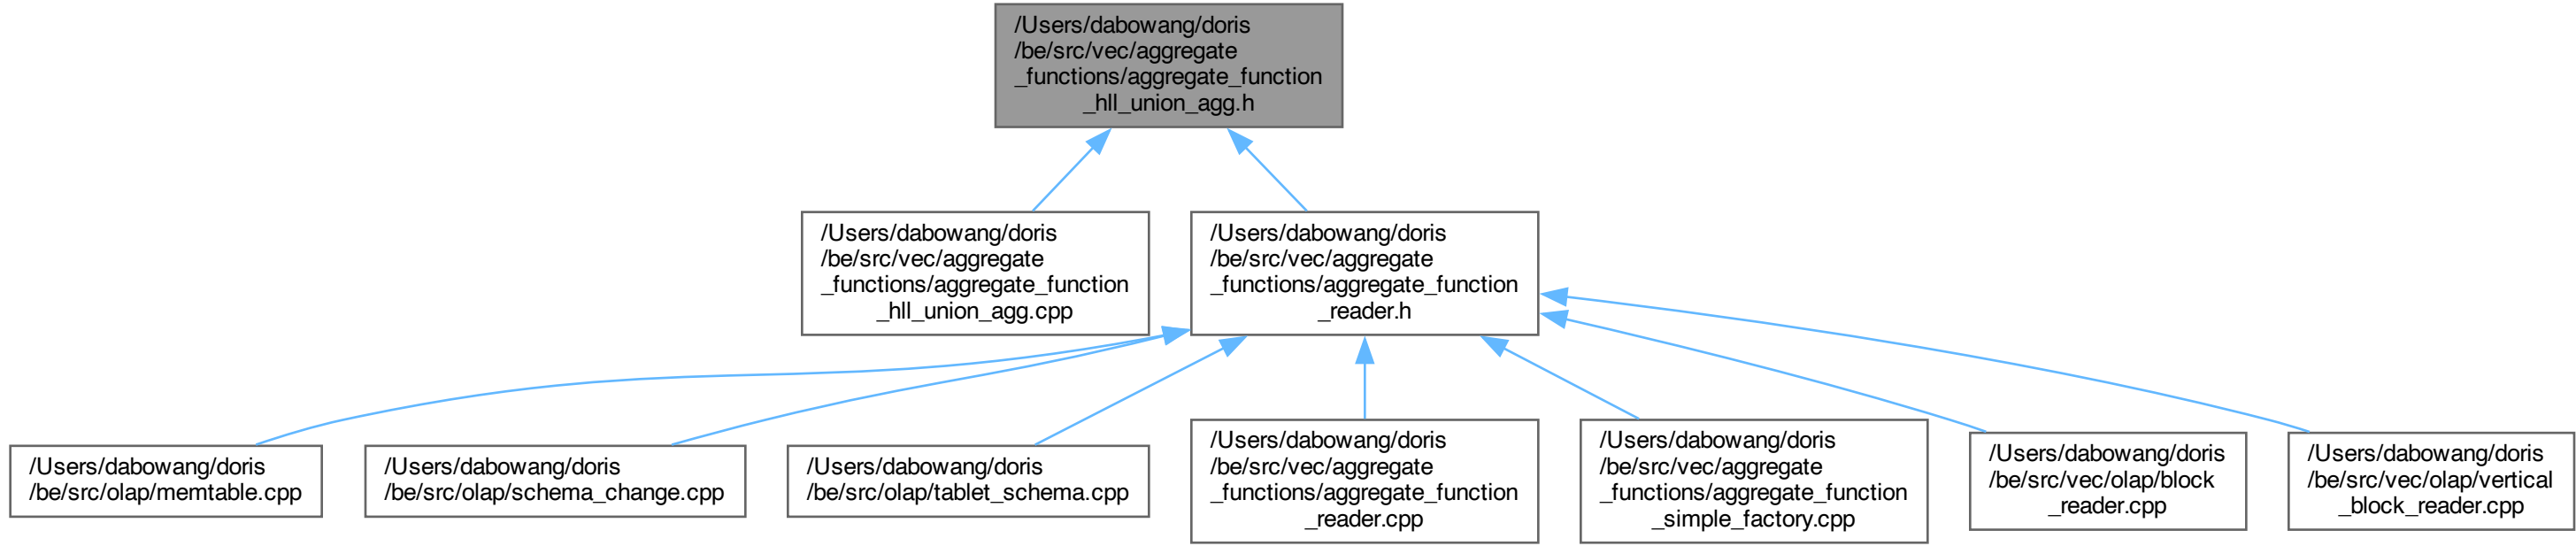 /Users/dabowang/doris
/be/src/vec/aggregate
_functions/aggregate_function
_hll_union_agg.h
/Users/dabowang/doris
/be/src/vec/aggregate
_functions/aggregate_function
_hll_union_agg.cpp
/Users/dabowang/doris
/be/src/vec/aggregate
_functions/aggregate_function
_reader.h
/Users/dabowang/doris
/be/src/olap/memtable.cpp
/Users/dabowang/doris
/be/src/olap/schema_change.cpp
/Users/dabowang/doris
/be/src/olap/tablet_schema.cpp
/Users/dabowang/doris
/be/src/vec/aggregate
_functions/aggregate_function
_reader.cpp
/Users/dabowang/doris
/be/src/vec/aggregate
_functions/aggregate_function
_simple_factory.cpp
/Users/dabowang/doris
/be/src/vec/olap/block
_reader.cpp
/Users/dabowang/doris
/be/src/vec/olap/vertical
_block_reader.cpp